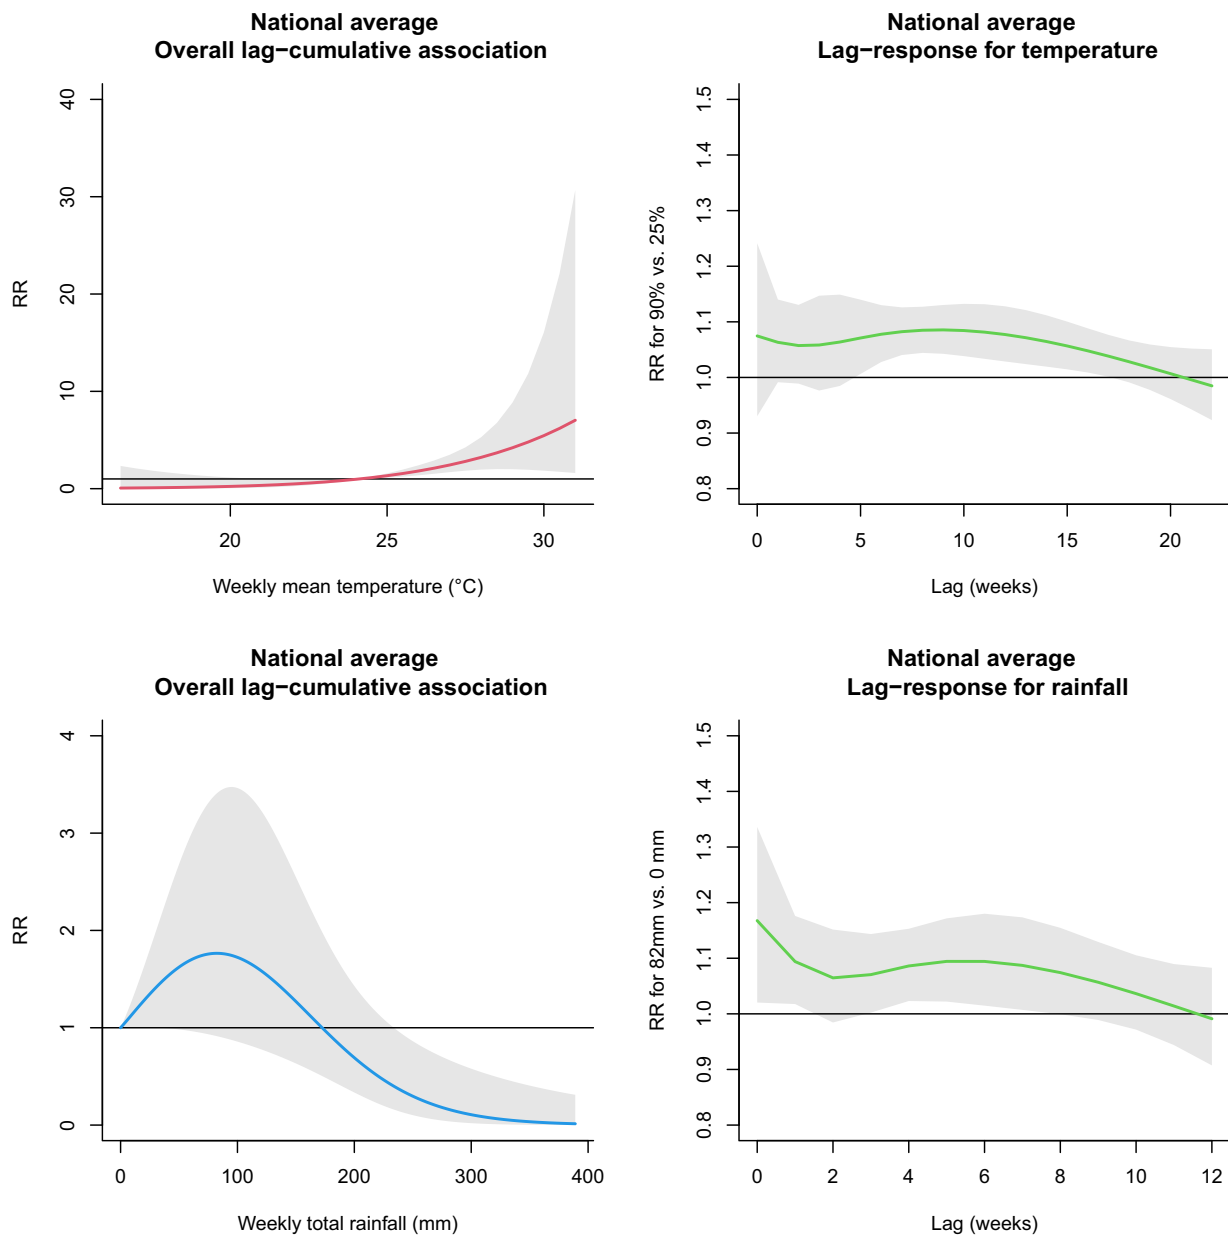 National average
Overall lag−cumulative association
40
30
20
10
0
RR
20
25
30
Weekly mean temperature (°C)
National average
Lag−response for temperature
1.5
1.4
1.3
1.2
1.1
1.0
0.9
0.8
RR for 90% vs. 25%
0
5
10
15
20
Lag (weeks)
National average
Overall lag−cumulative association
4
3
2
1
0
RR
0
100
200
300
400
Weekly total rainfall (mm)
National average
Lag−response for rainfall
1.5
1.4
1.3
1.2
1.1
1.0
0.9
0.8
RR for 82mm vs. 0 mm
0
2
4
6
8
10
12
Lag (weeks)